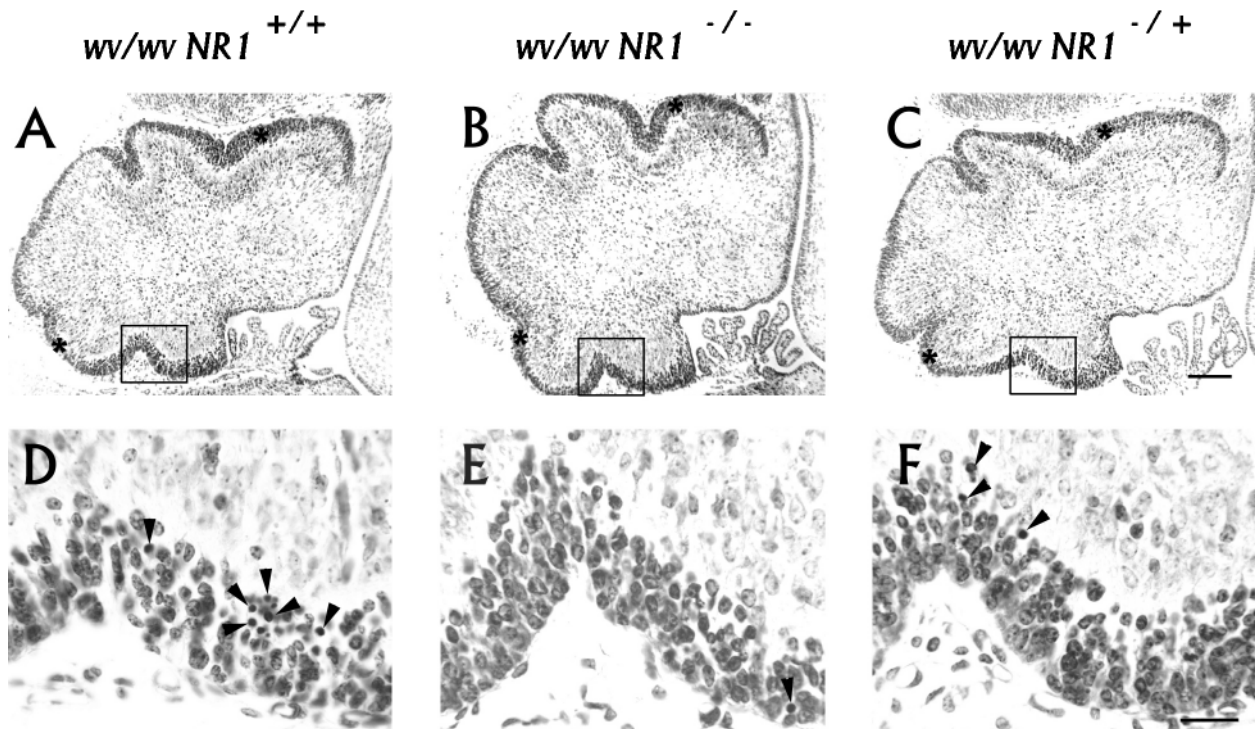 wv/wv NR1 +/+ wv/wv NR1 -/- wv/wv NR1 -/+
A B C
* * *
* * *
D E F